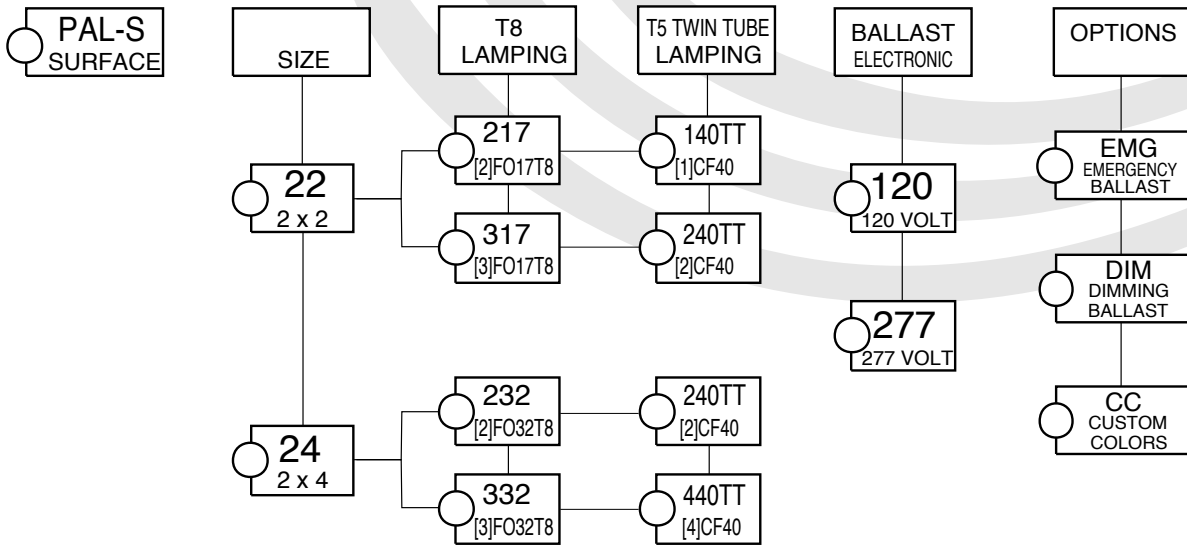 PAL-S
SURFACE
SIZE
T8
LAMPING
T5 TWIN TUBE
LAMPING
BALLAST
ELECTRONIC
OPTIONS
22
2 x 2
217
[2]FO17T8
317
[3]FO17T8
140TT
[1]CF40
240TT
[2]CF40
24
2 x 4
232
[2]FO32T8
332
[3]FO32T8
240TT
[2]CF40
440TT
[4]CF40
120
120 VOLT
277
277 VOLT
EMG
EMERGENCY
BALLAST
DIM
DIMMING
BALLAST
CC
CUSTOM
COLORS